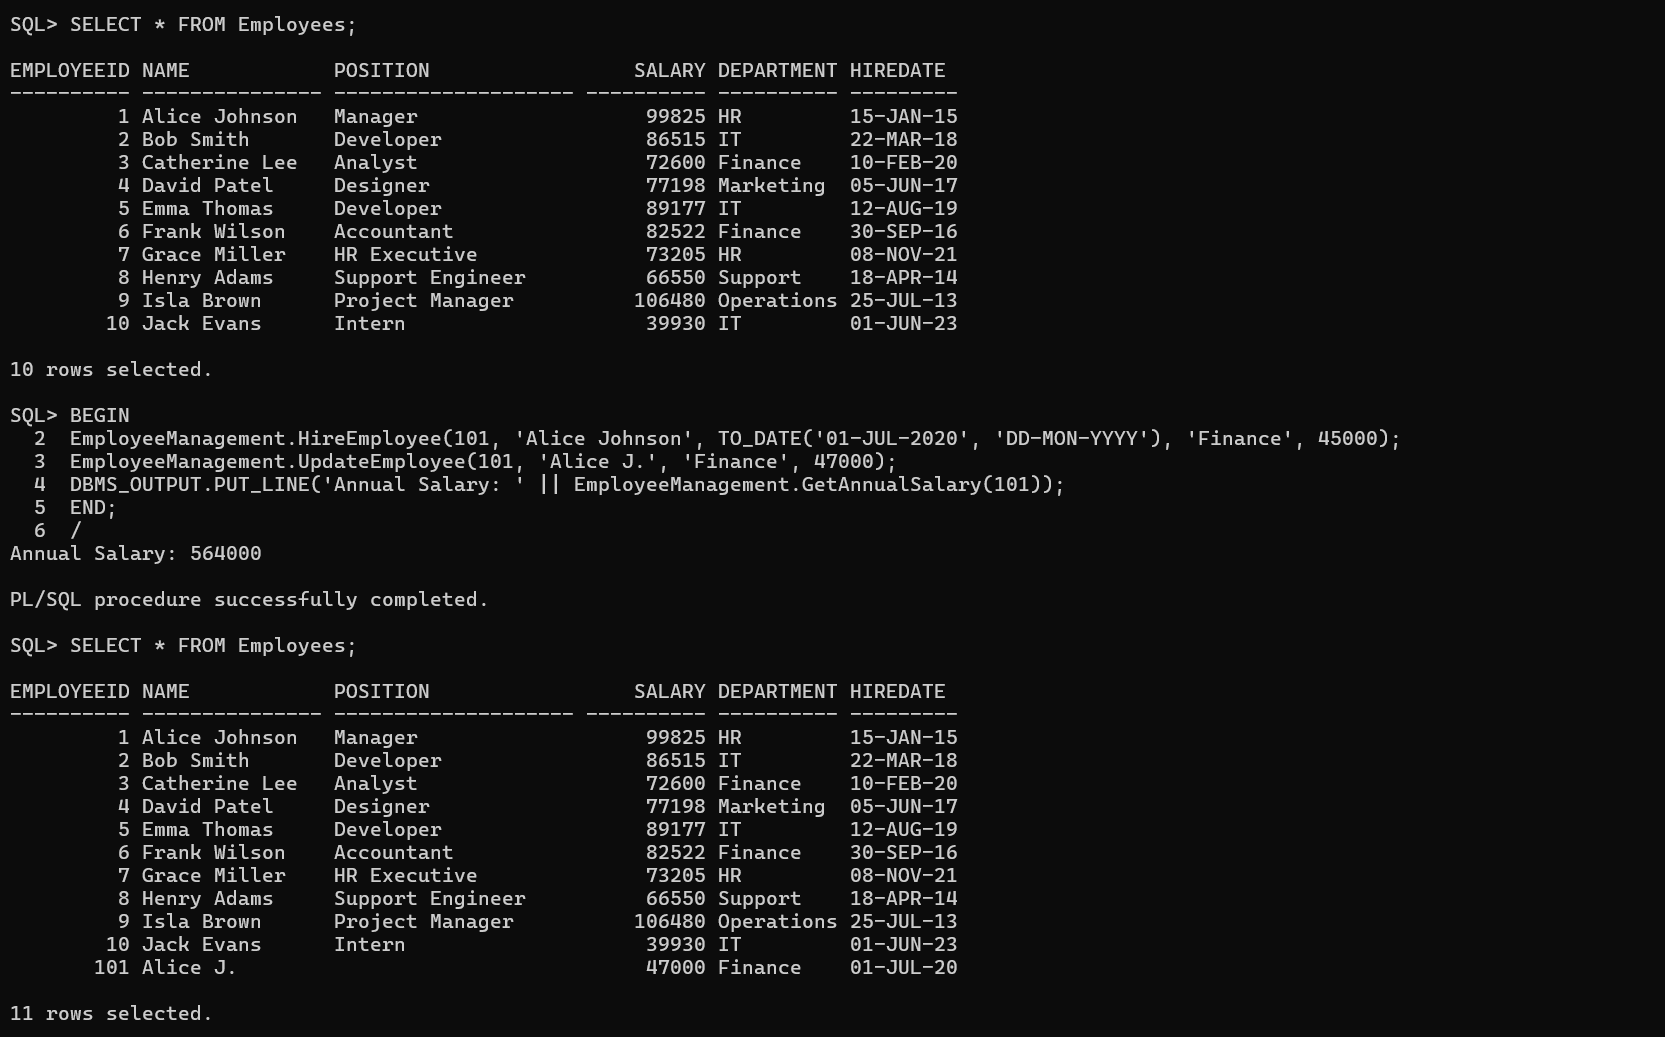 SQL> SELECT * FROM Employees;

EMPLOYEEID NAME            POSITION                 SALARY DEPARTMENT HIREDATE
---------- --------------- -------------------- ---------- ---------- ---------
         1 Alice Johnson   Manager                   99825 HR         15-JAN-15
         2 Bob Smith       Developer                 86515 IT         22-MAR-18
         3 Catherine Lee   Analyst                   72600 Finance    10-FEB-20
         4 David Patel     Designer                  77198 Marketing  05-JUN-17
         5 Emma Thomas     Developer                 89177 IT         12-AUG-19
         6 Frank Wilson    Accountant                82522 Finance    30-SEP-16
         7 Grace Miller    HR Executive              73205 HR         08-NOV-21
         8 Henry Adams     Support Engineer          66550 Support    18-APR-14
         9 Isla Brown      Project Manager          106480 Operations 25-JUL-13
        10 Jack Evans      Intern                    39930 IT         01-JUN-23

10 rows selected.

SQL> BEGIN
  2  EmployeeManagement.HireEmployee(101, 'Alice Johnson', TO_DATE('01-JUL-2020', 'DD-MON-YYYY'), 'Finance', 45000);
  3  EmployeeManagement.UpdateEmployee(101, 'Alice J.', 'Finance', 47000);
  4  DBMS_OUTPUT.PUT_LINE('Annual Salary: ' || EmployeeManagement.GetAnnualSalary(101));
  5  END;
  6  /
Annual Salary: 564000

PL/SQL procedure successfully completed.

SQL> SELECT * FROM Employees;

EMPLOYEEID NAME            POSITION                 SALARY DEPARTMENT HIREDATE
---------- --------------- -------------------- ---------- ---------- ---------
         1 Alice Johnson   Manager                   99825 HR         15-JAN-15
         2 Bob Smith       Developer                 86515 IT         22-MAR-18
         3 Catherine Lee   Analyst                   72600 Finance    10-FEB-20
         4 David Patel     Designer                  77198 Marketing  05-JUN-17
         5 Emma Thomas     Developer                 89177 IT         12-AUG-19
         6 Frank Wilson    Accountant                82522 Finance    30-SEP-16
         7 Grace Miller    HR Executive              73205 HR         08-NOV-21
         8 Henry Adams     Support Engineer          66550 Support    18-APR-14
         9 Isla Brown      Project Manager          106480 Operations 25-JUL-13
        10 Jack Evans      Intern                    39930 IT         01-JUN-23
       101 Alice J.                                  47000 Finance    01-JUL-20

11 rows selected.